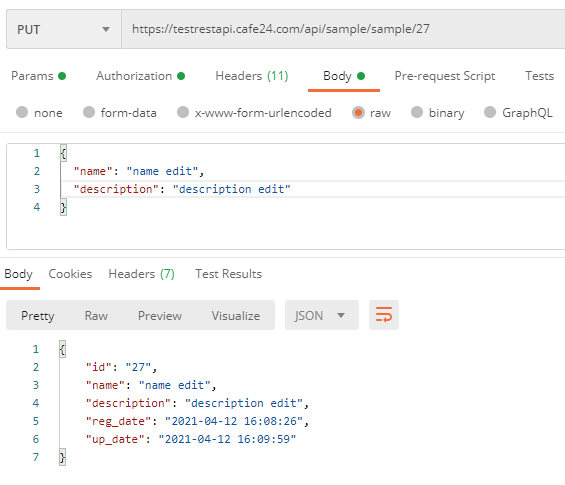 PUT https://testrestapi.cafe24.com/api/sample/sample/27
Params Authorization Headers (11) Body Pre-request Script Tests
none form-data x-www-form-urlencoded raw binary GraphQL
1 {
2 "name": "name edit",
3 "description": "description edit"
4 }
Body Cookies Headers (7) Test Results
Pretty Raw Preview Visualize JSON
1 {
2 "id": "27",
3 "name": "name edit",
4 "description": "description edit",
5 "reg_date": "2021-04-12 16:08:26",
6 "up_date": "2021-04-12 16:09:59"
7 }